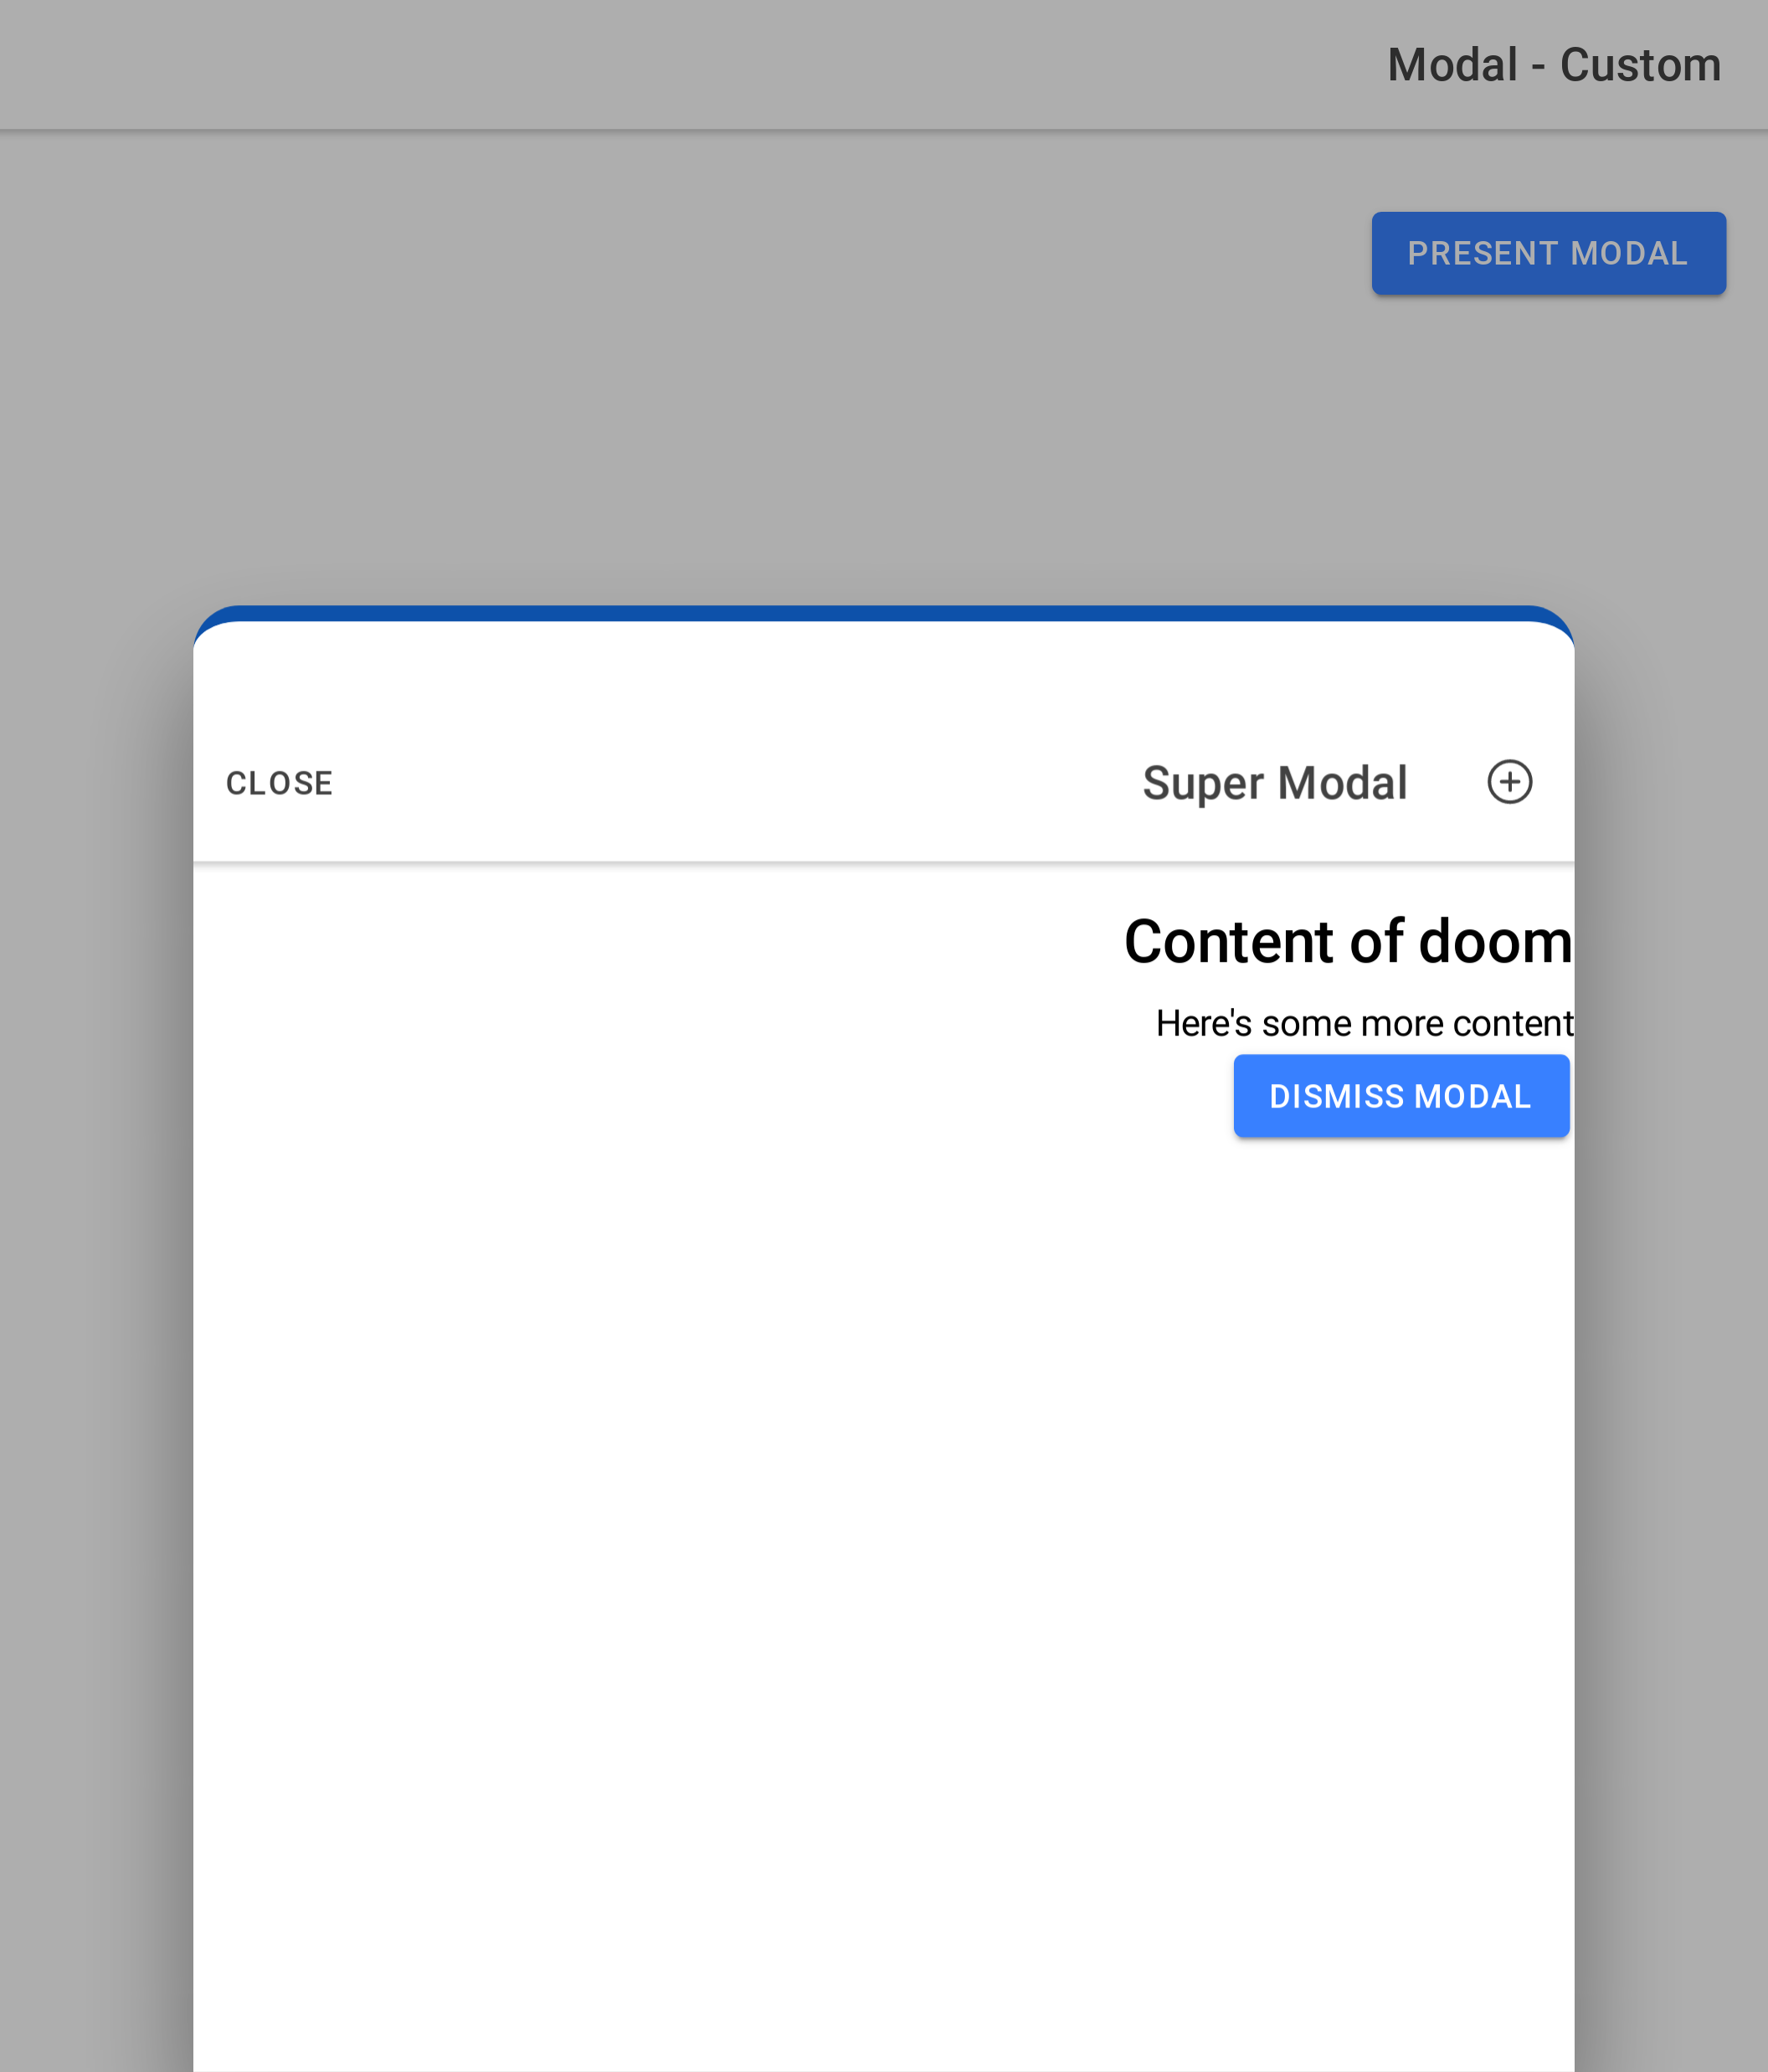 Modal - Custom
PRESENT MODAL
CLOSE
Super Modal
Content of doom
Here's some more content
DISMISS MODAL